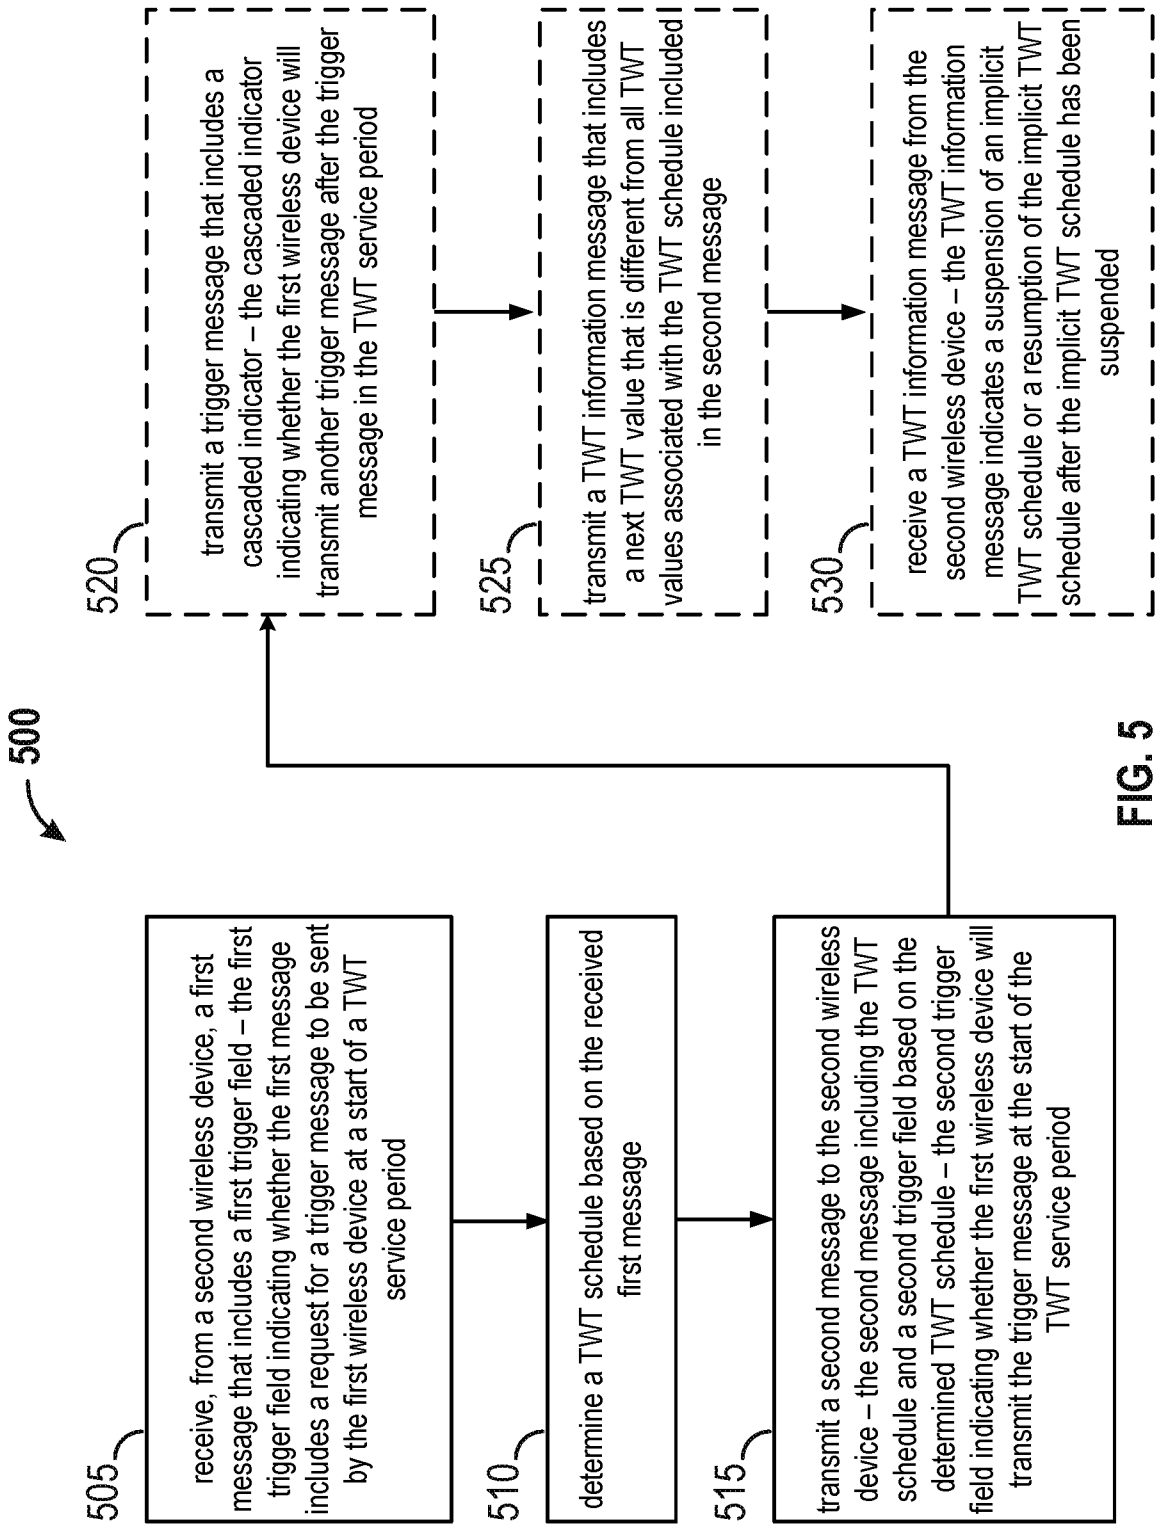 500
505
receive, from a second wireless device, a first
message that includes a first trigger field – the first
trigger field indicating whether the first message
includes a request for a trigger message to be sent
by the first wireless device at a start of a TWT
service period
510
determine a TWT schedule based on the received
first message
515
transmit a second message to the second wireless
device – the second message including the TWT
schedule and a second trigger field based on the
determined TWT schedule – the second trigger
field indicating whether the first wireless device will
transmit the trigger message at the start of the
TWT service period
520
transmit a trigger message that includes a
cascaded indicator – the cascaded indicator
indicating whether the first wireless device will
transmit another trigger message after the trigger
message in the TWT service period
525
transmit a TWT information message that includes
a next TWT value that is different from all TWT
values associated with the TWT schedule included
in the second message
530
receive a TWT information message from the
second wireless device – the TWT information
message indicates a suspension of an implicit
TWT schedule or a resumption of the implicit TWT
schedule after the implicit TWT schedule has been
suspended
FIG. 5